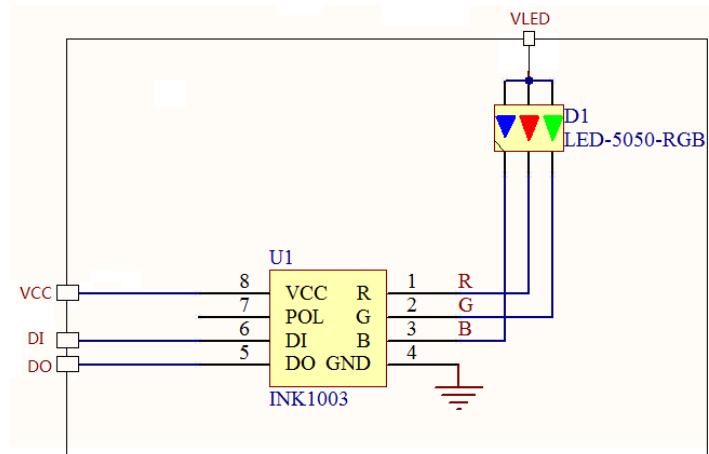 VLED
D1
LED-5050-RGB
U1
VCC 8 VCC R 1 R
7 POL G 2 G
DI 6 DI B 3 B
DO 5 DO GND 4
INK1003